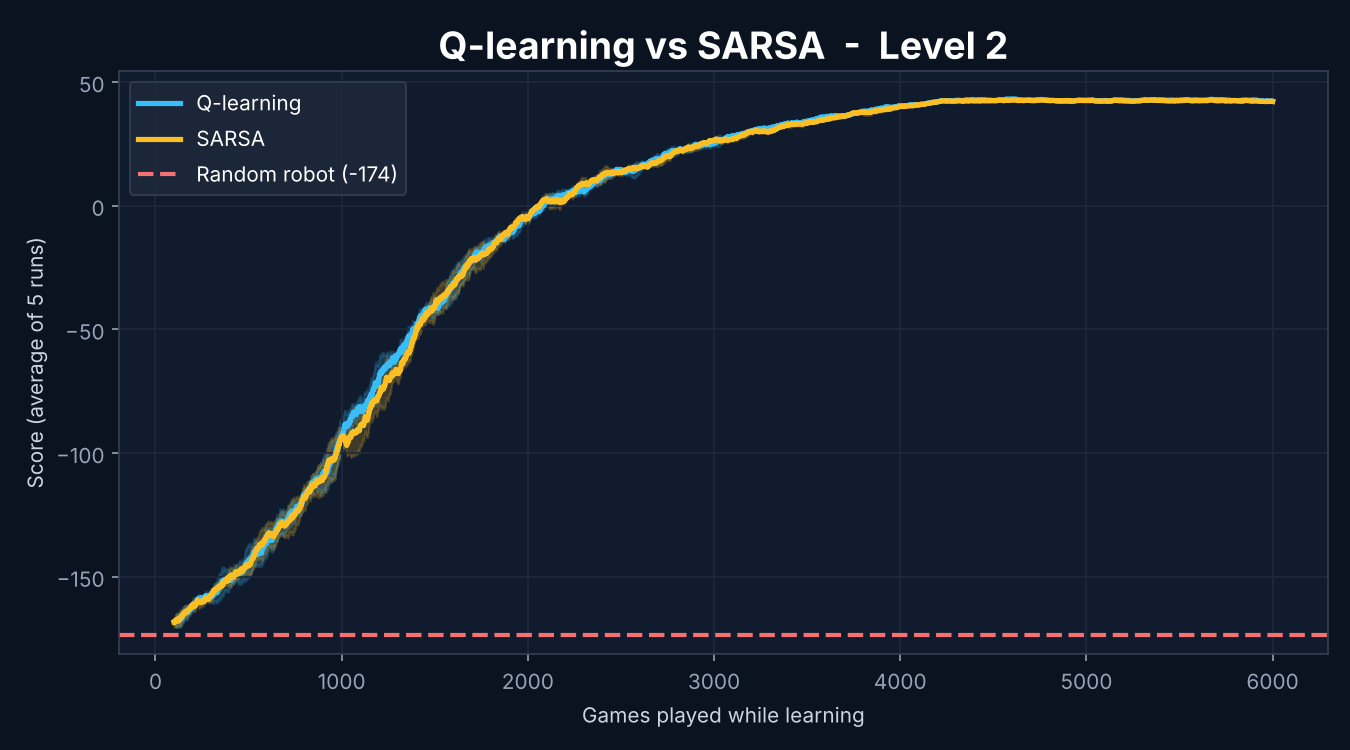 Q-learning vs SARSA - Level 2
Q-learning
SARSA
Random robot (-174)
Score (average of 5 runs)
50
0
−50
−100
−150
0 1000 2000 3000 4000 5000 6000
Games played while learning